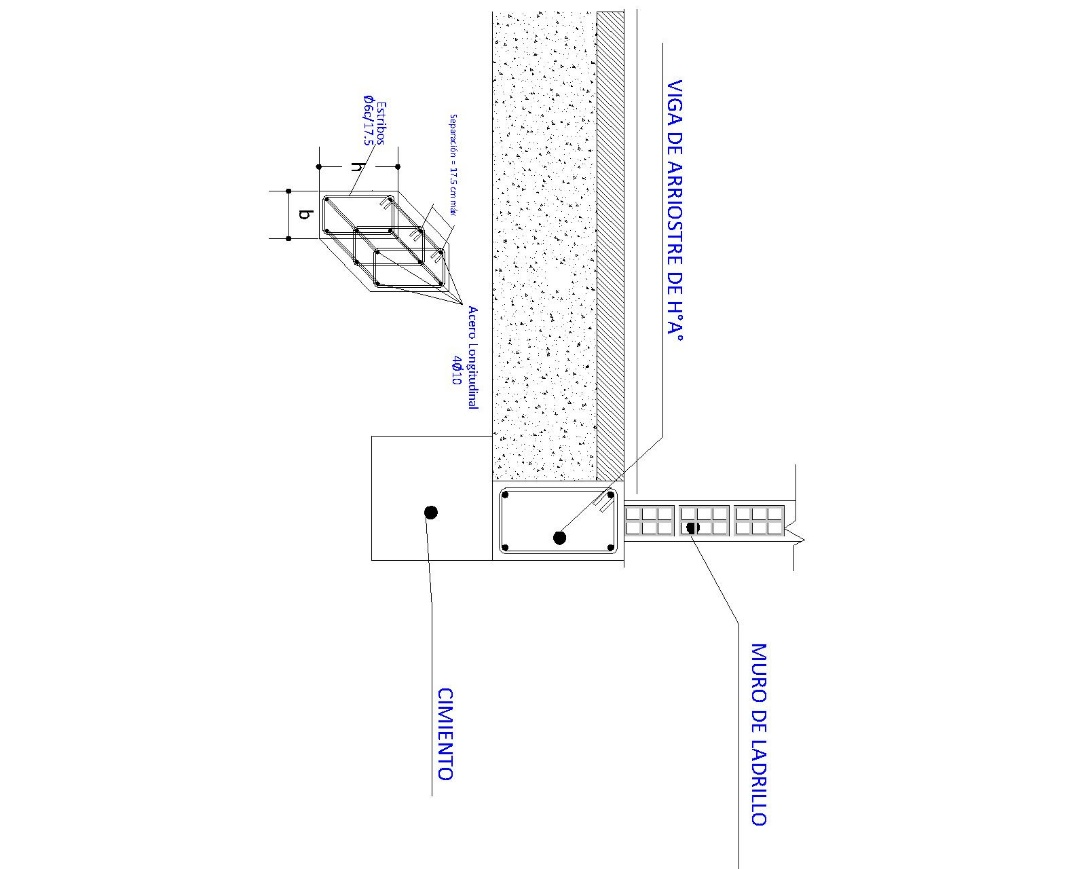 VIGA DE ARRIOSTRE DE H°A°
Estribos
Ø6c/17.5
Separación = 17.5 cm máx
h
b
Acero Longitudinal
4Ø10
MURO DE LADRILLO
CIMIENTO